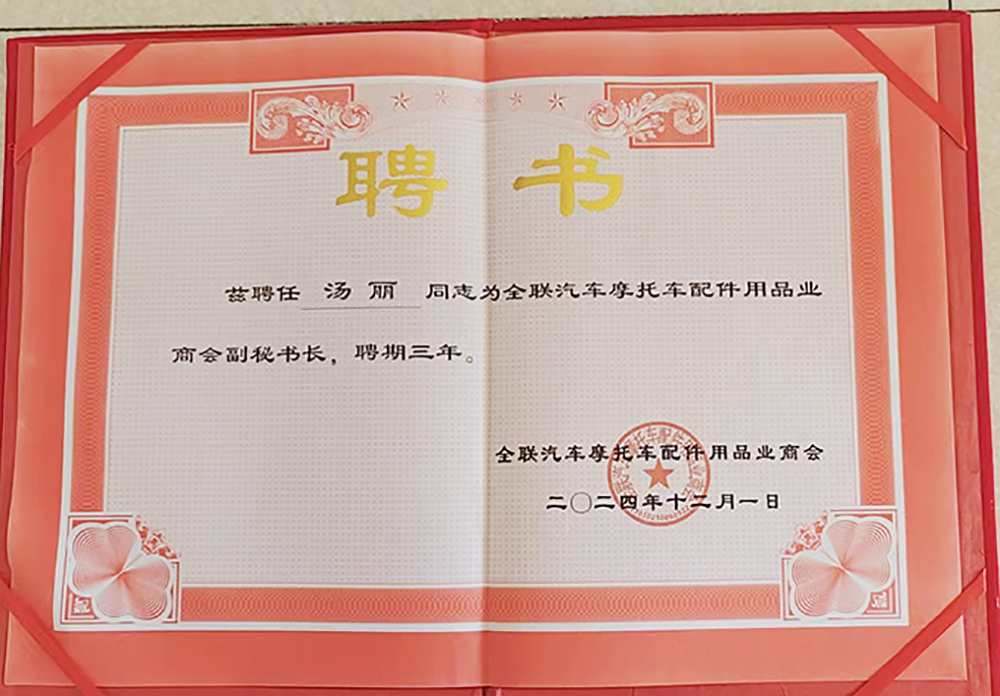 聘书
兹聘任 汤丽 同志为全联汽车摩托车配件用品业
商会副秘书长，聘期三年。
全联汽车摩托车配件用品业商会
二〇二四年十二月一日